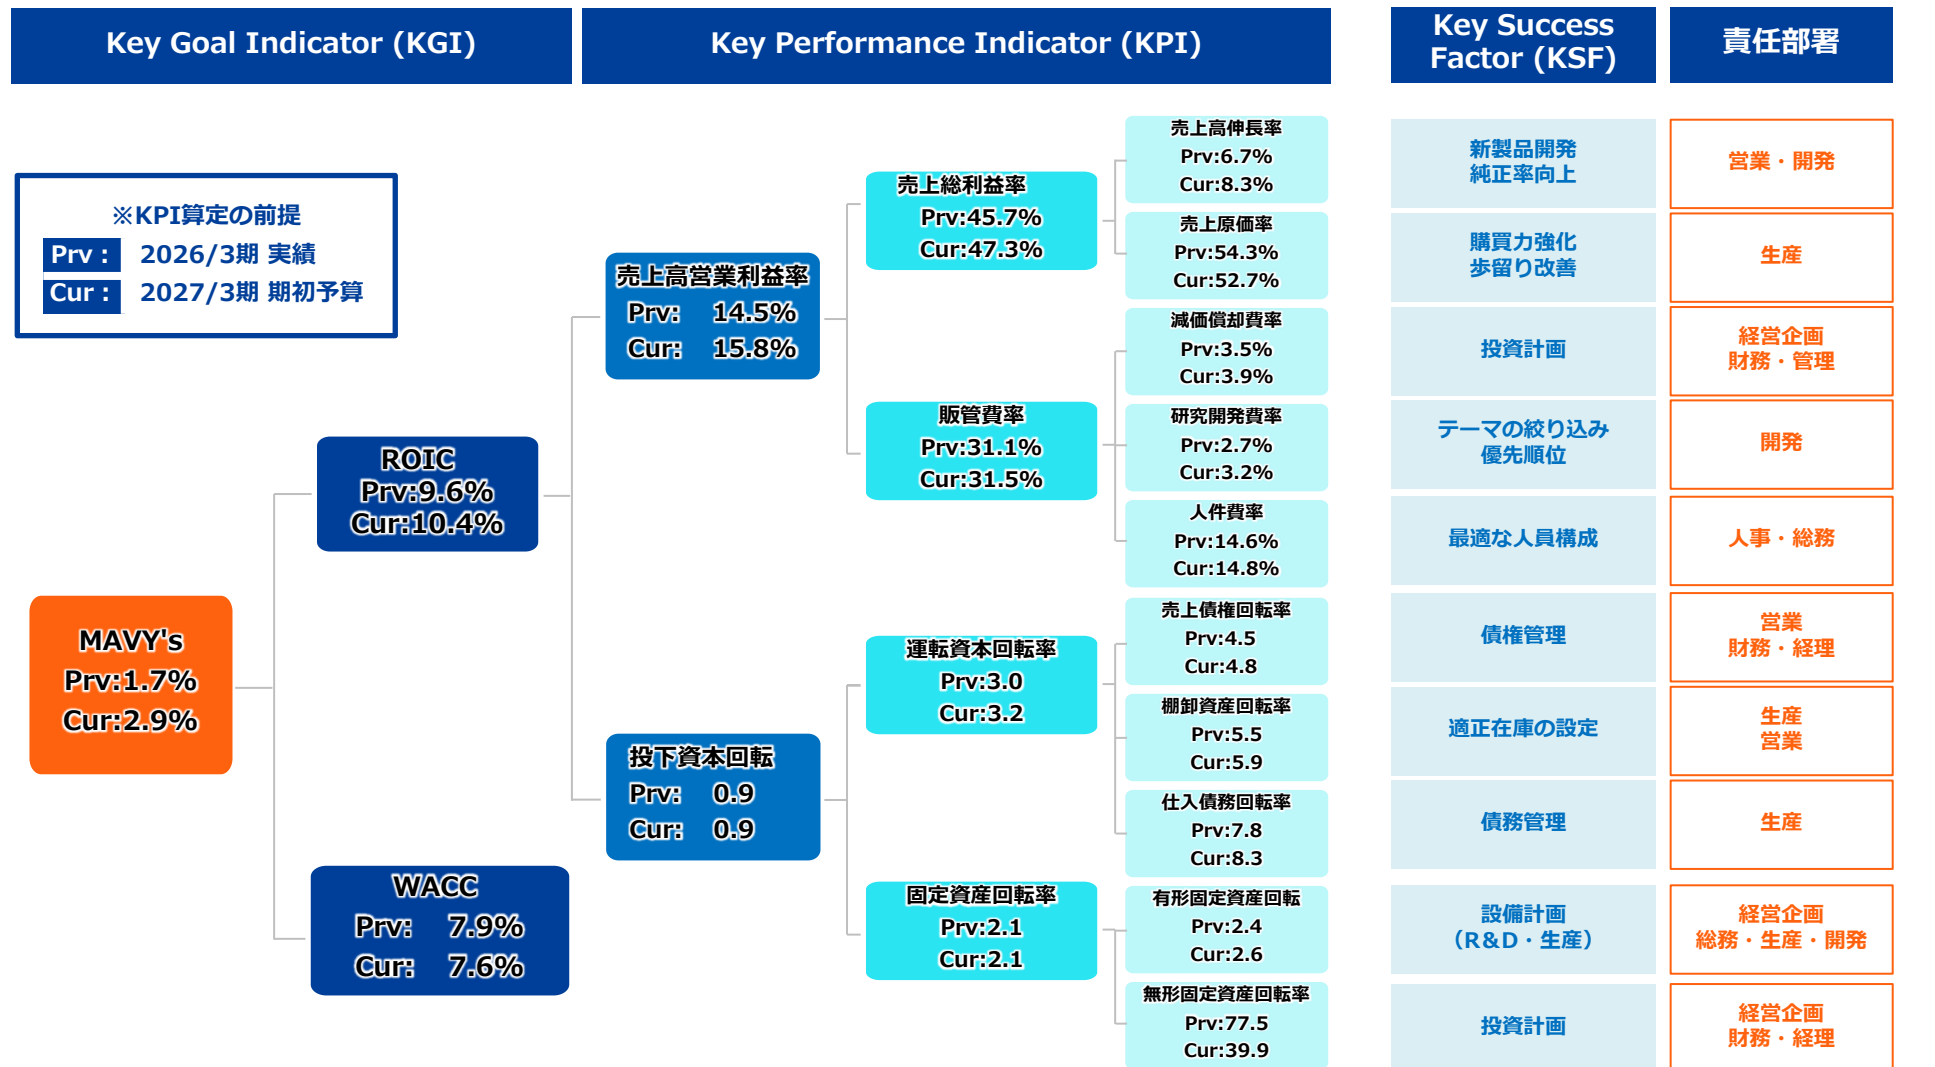 Key Goal Indicator (KGI)
Key Performance Indicator (KPI)
Key Success
Factor (KSF)
責任部署
※KPI算定の前提
Prv : 2026/3期 実績
Cur : 2027/3期 期初予算
MAVY's
Prv:1.7%
Cur:2.9%
ROIC
Prv:9.6%
Cur:10.4%
WACC
Prv: 7.9%
Cur: 7.6%
売上高営業利益率
Prv: 14.5%
Cur: 15.8%
投下資本回転
Prv: 0.9
Cur: 0.9
売上総利益率
Prv:45.7%
Cur:47.3%
販管費率
Prv:31.1%
Cur:31.5%
運転資本回転率
Prv:3.0
Cur:3.2
固定資産回転率
Prv:2.1
Cur:2.1
売上高伸長率
Prv:6.7%
Cur:8.3%
新製品開発
純正率向上
営業・開発
売上原価率
Prv:54.3%
Cur:52.7%
購買力強化
歩留り改善
生産
減価償却費率
Prv:3.5%
Cur:3.9%
投資計画
経営企画
財務・管理
研究開発費率
Prv:2.7%
Cur:3.2%
テーマの絞り込み
優先順位
開発
人件費率
Prv:14.6%
Cur:14.8%
最適な人員構成
人事・総務
売上債権回転率
Prv:4.5
Cur:4.8
債権管理
営業
財務・経理
棚卸資産回転率
Prv:5.5
Cur:5.9
適正在庫の設定
生産
営業
仕入債務回転率
Prv:7.8
Cur:8.3
債務管理
生産
有形固定資産回転
Prv:2.4
Cur:2.6
設備計画
（R&D・生産）
経営企画
総務・生産・開発
無形固定資産回転率
Prv:77.5
Cur:39.9
投資計画
経営企画
財務・経理